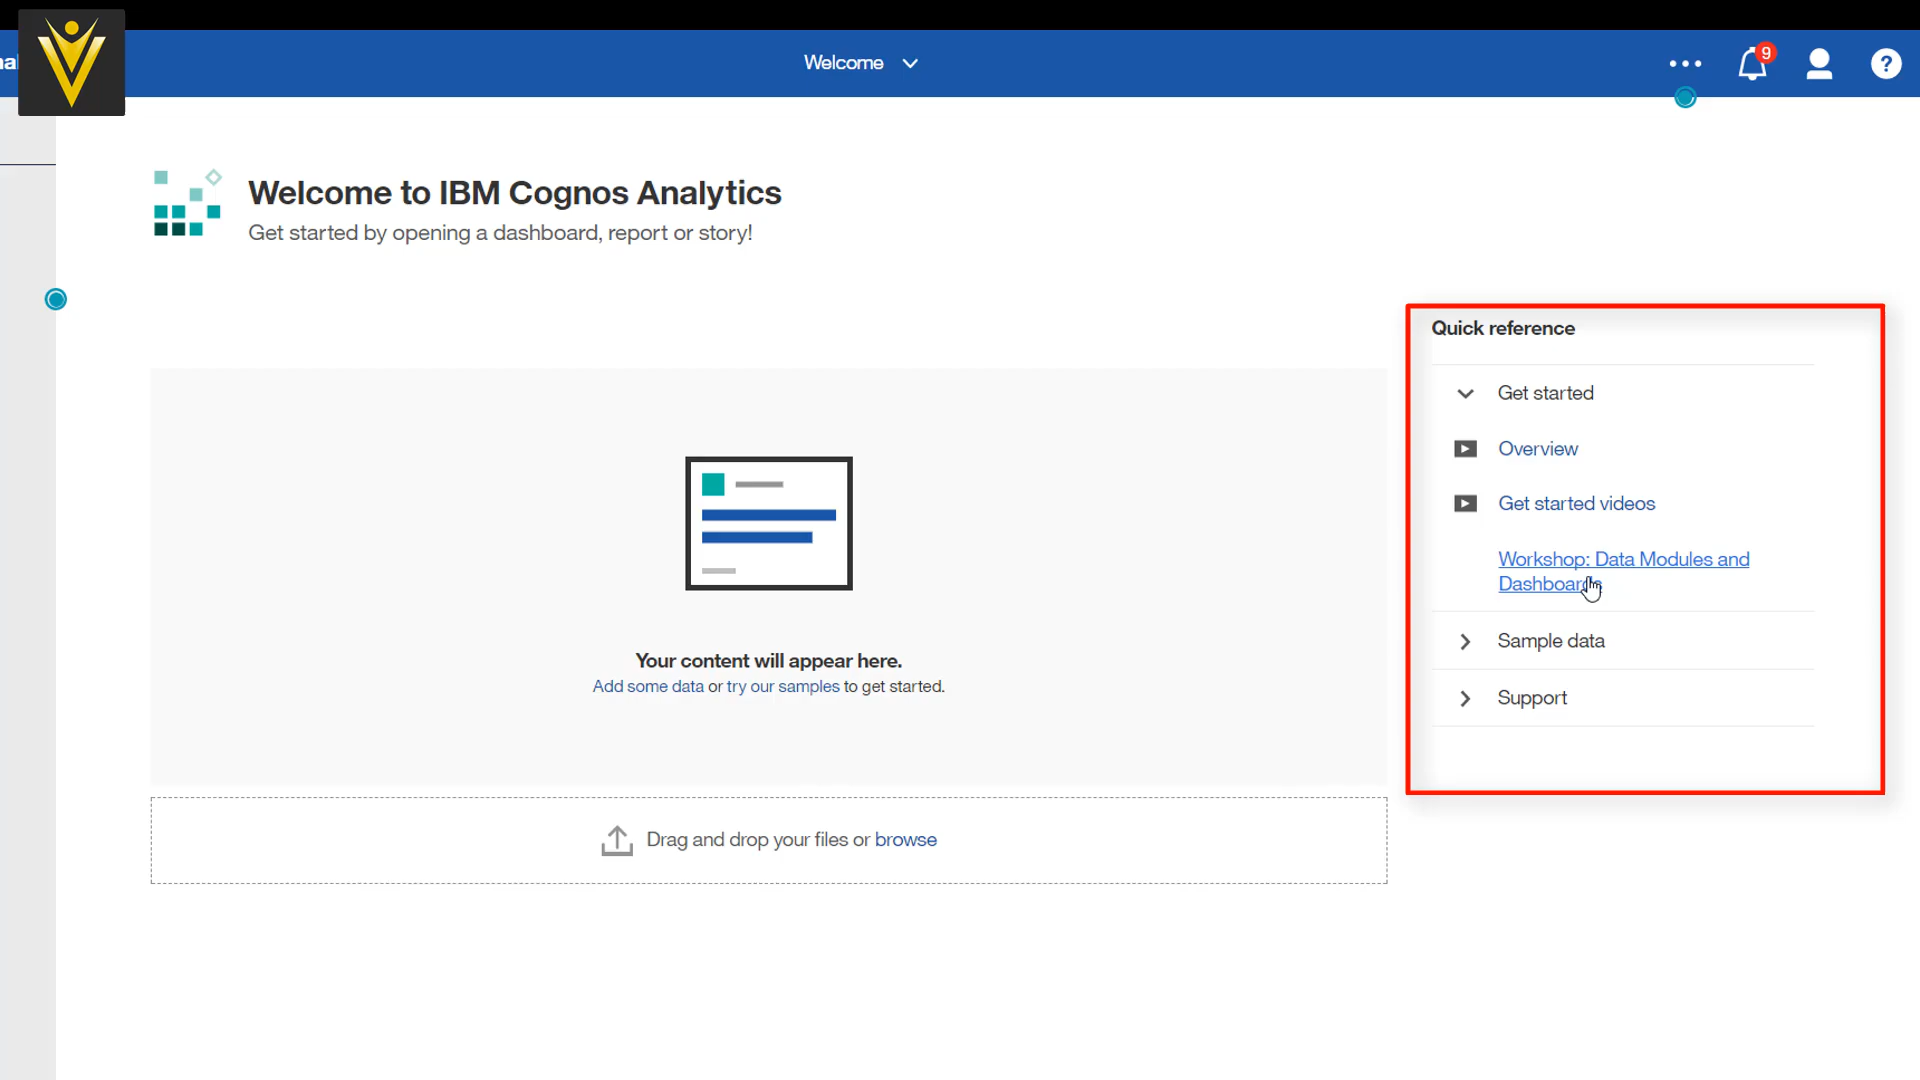 Welcome
9
?
Welcome to IBM Cognos Analytics
Get started by opening a dashboard, report or story!
Quick reference
Get started
Overview
Get started videos
Workshop: Data Modules and
Dashboards
Sample data
Support
Your content will appear here.
Add some data or try our samples to get started.
Drag and drop your files or browse